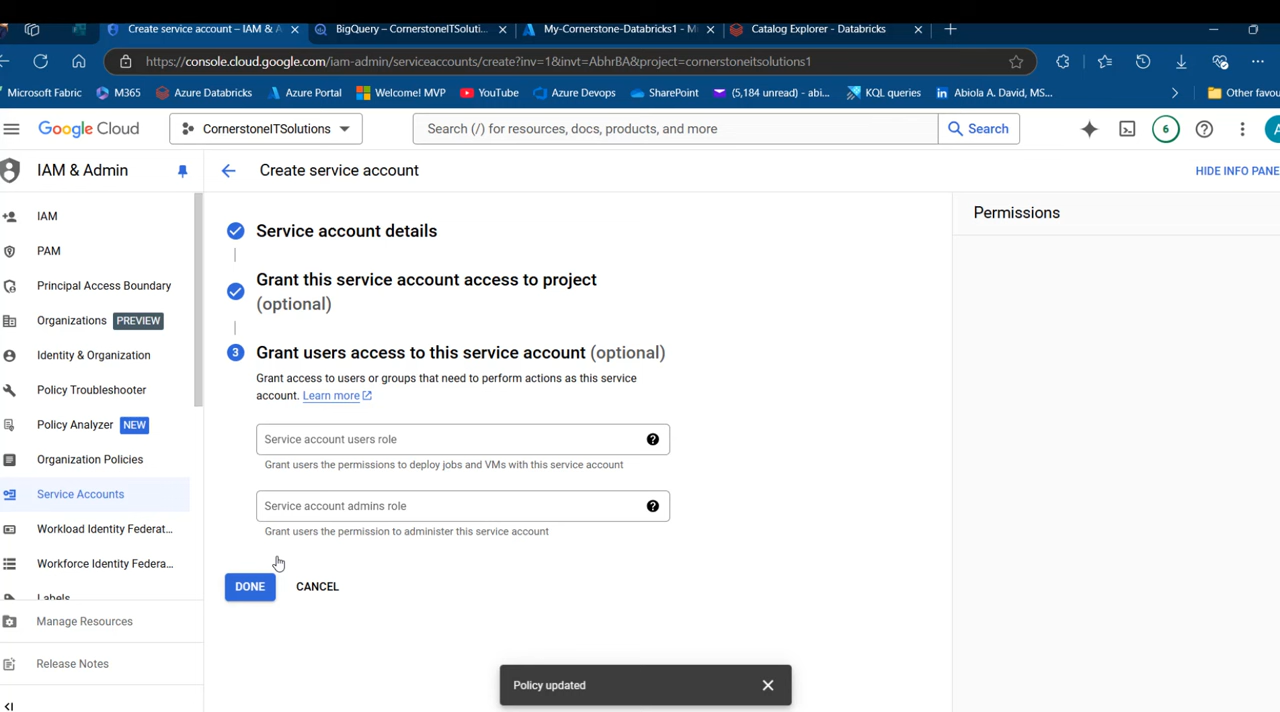 Create service account – IAM & A
BigQuery – CornerstoneITSoluti...
My-Cornerstone-Databricks1 - Mi
Catalog Explorer - Databricks
https://console.cloud.google.com/iam-admin/serviceaccounts/create?inv=1&invt=AbhrBA&project=cornerstoneitsolutions1
Microsoft Fabric
M365
Azure Databricks
Azure Portal
Welcome! MVP
YouTube
Azure Devops
SharePoint
(5,184 unread) - abi...
KQL queries
Abiola A. David, MS...
Other favou
Google Cloud
CornerstoneITSolutions
Search (/) for resources, docs, products, and more
Search
6
IAM & Admin
Create service account
HIDE INFO PANE
IAM
PAM
Principal Access Boundary
Organizations PREVIEW
Identity & Organization
Policy Troubleshooter
Policy Analyzer NEW
Organization Policies
Service Accounts
Workload Identity Federat...
Workforce Identity Federa...
Labels
Manage Resources
Release Notes
Service account details
Grant this service account access to project
(optional)
3 Grant users access to this service account (optional)
Grant access to users or groups that need to perform actions as this service
account. Learn more
Service account users role
Grant users the permissions to deploy jobs and VMs with this service account
Service account admins role
Grant users the permission to administer this service account
DONE
CANCEL
Permissions
Policy updated